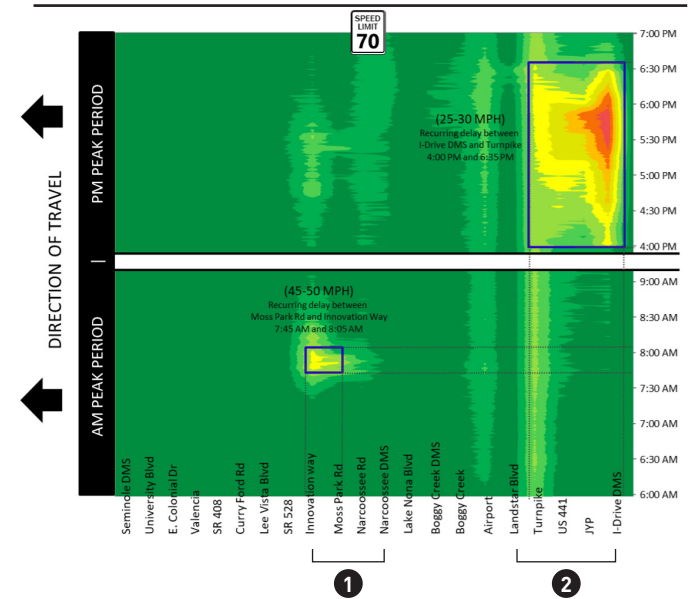 SPEED
LIMIT
70
7:00 PM
6:30 PM
6:00 PM
5:30 PM
5:00 PM
4:30 PM
4:00 PM
(25-30 MPH)
Recurring delay between
I-Drive DMS and Turnpike
4:00 PM and 6:35 PM
DIRECTION OF TRAVEL
PM PEAK PERIOD
|
AM PEAK PERIOD
(45-50 MPH)
Recurring delay between
Moss Park Rd and Innovation Way
7:45 AM and 8:05 AM
9:00 AM
8:30 AM
8:00 AM
7:30 AM
7:00 AM
6:30 AM
6:00 AM
Seminole DMS
University Blvd
E. Colonial Dr
Valencia
SR 408
Curry Ford Rd
Lee Vista Blvd
SR 528
Innovation way
Moss Park Rd
Narcoossee Rd
Narcoossee DMS
Lake Nona Blvd
Boggy Creek DMS
Boggy Creek
Airport
Landstar Blvd
Turnpike
US 441
JYP
I-Drive DMS
1
2